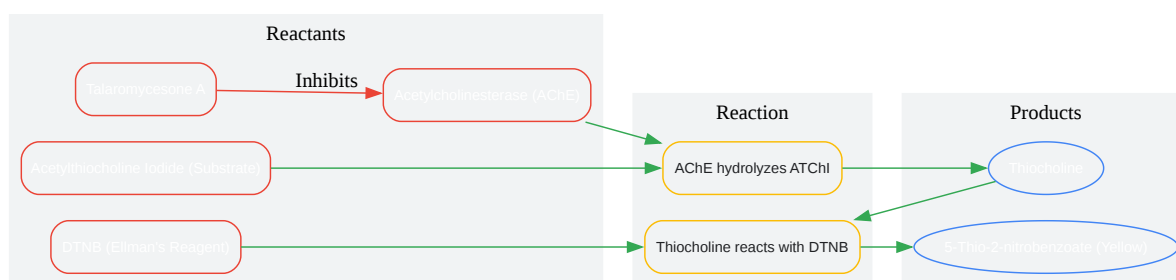 Reactants
Talaromycesone A
Inhibits
Acetylcholinesterase (AChE)
Acetylthiocholine Iodide (Substrate)
DTNB (Ellman's Reagent)
Reaction
AChE hydrolyzes ATChI
Thiocholine reacts with DTNB
Products
Thiocholine
5-Thio-2-nitrobenzoate (Yellow)